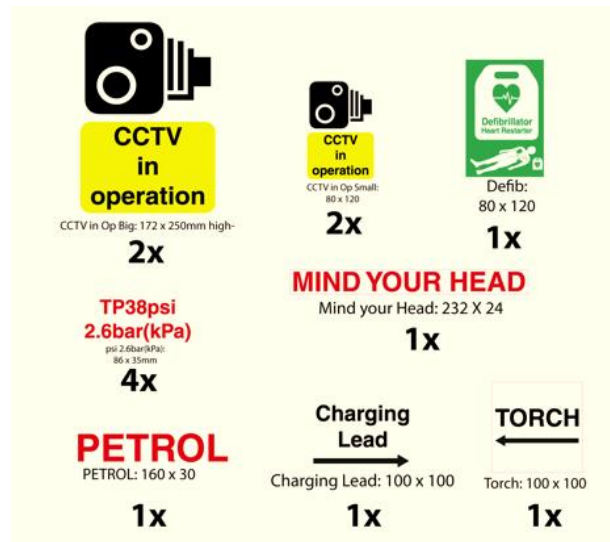 CCTV
in
operation
CCTV in Op Big: 172 x 250mm high-
2x
CCTV
in
operation
CCTV in Op Small:
80 x 120
2x
Defibrillator
Heart Restarter
Defib:
80 x 120
1x
TP38psi
2.6bar(kPa)
psi 2.6bar(kPa):
86 x 35mm
4x
MIND YOUR HEAD
Mind your Head: 232 X 24
1x
PETROL
PETROL: 160 x 30
1x
Charging
Lead
Charging Lead: 100 x 100
1x
TORCH
Torch: 100 x 100
1x